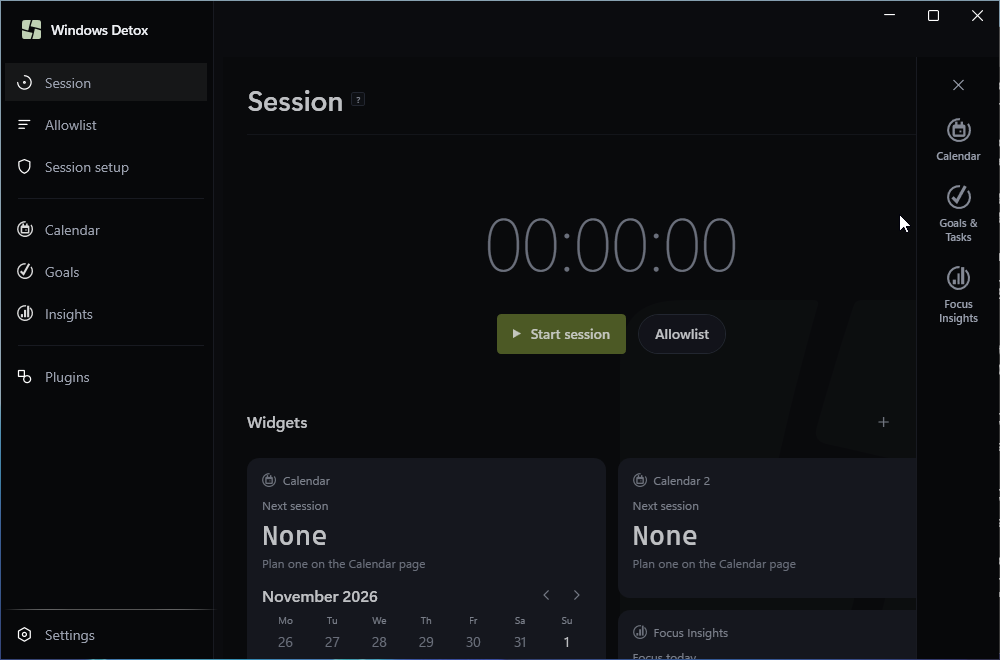 Windows Detox
Session
Allowlist
Session setup
Calendar
Goals
Insights
Plugins
Settings
Session ?
00:00:00
Start session
Allowlist
Widgets
Calendar
Next session
None
Plan one on the Calendar page
November 2026
Mo Tu We Th Fr Sa Su
26 27 28 29 30 31 1
Calendar 2
Next session
None
Plan one on the Calendar page
Focus Insights
Focus today
Calendar
Goals &
Tasks
Focus
Insights